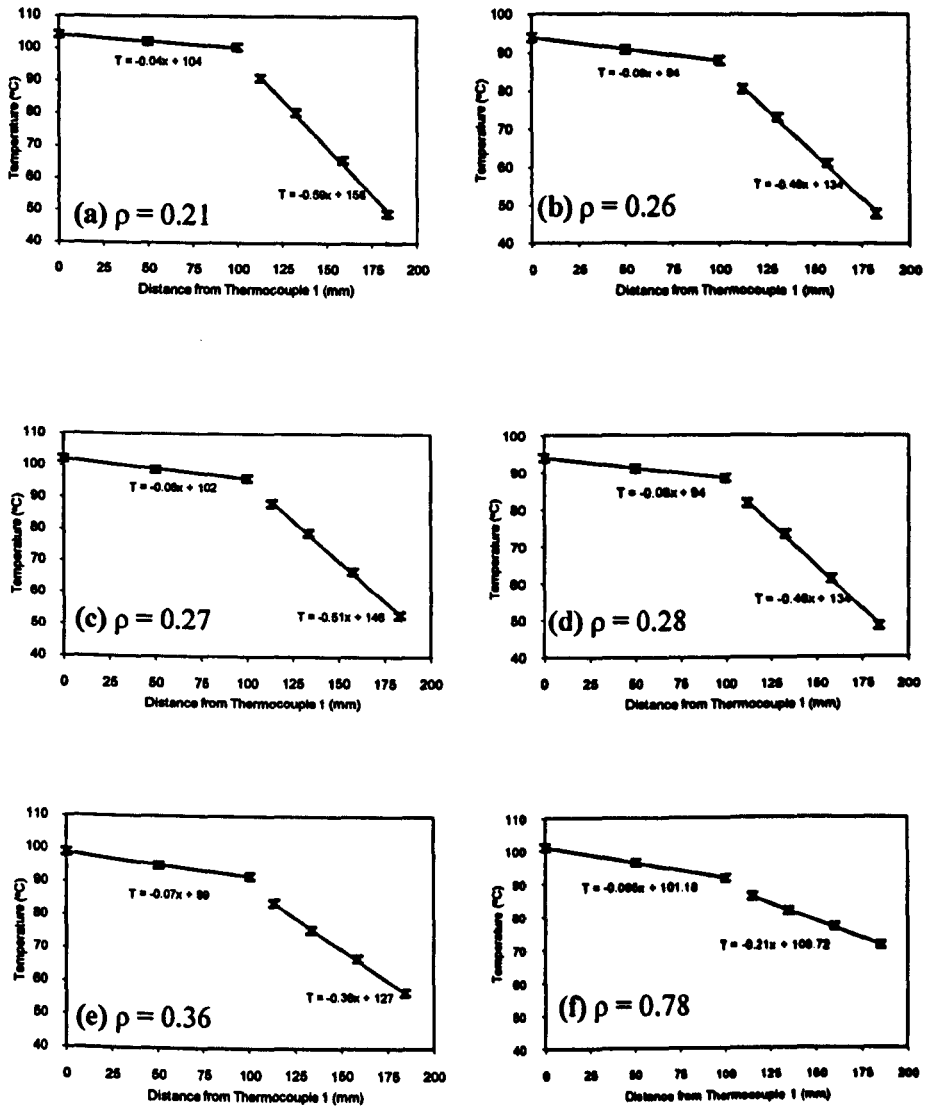 110
100
90
80
70
60
50
40
Temperature (°C)
T = -0.04x + 104
T = -0.59x + 156
(a) ρ = 0.21
0 25 50 75 100 125 150 175 200
Distance from Thermocouple 1 (mm)
100
90
80
70
60
50
40
Temperature (°C)
T = -0.06x + 94
T = -0.46x + 134
(b) ρ = 0.26
0 25 50 75 100 125 150 175 200
Distance from Thermocouple 1 (mm)
110
100
90
80
70
60
50
40
Temperature (°C)
T = -0.06x + 102
T = -0.51x + 146
(c) ρ = 0.27
0 25 50 75 100 125 150 175 200
Distance from Thermocouple 1 (mm)
100
90
80
70
60
50
40
Temperature (°C)
T = -0.06x + 94
T = -0.46x + 134
(d) ρ = 0.28
0 25 50 75 100 125 150 175 200
Distance from Thermocouple 1 (mm)
110
100
90
80
70
60
50
40
Temperature (°C)
T = -0.07x + 99
T = -0.38x + 127
(e) ρ = 0.36
0 25 50 75 100 125 150 175 200
Distance from Thermocouple 1 (mm)
110
100
90
80
70
60
50
40
Temperature (°C)
+ 101.18
T = -0.21x + 109.72
(f) ρ = 0.78
0 25 50 75 100 125 150 175 200
Distance from Thermocouple 1 (mm)